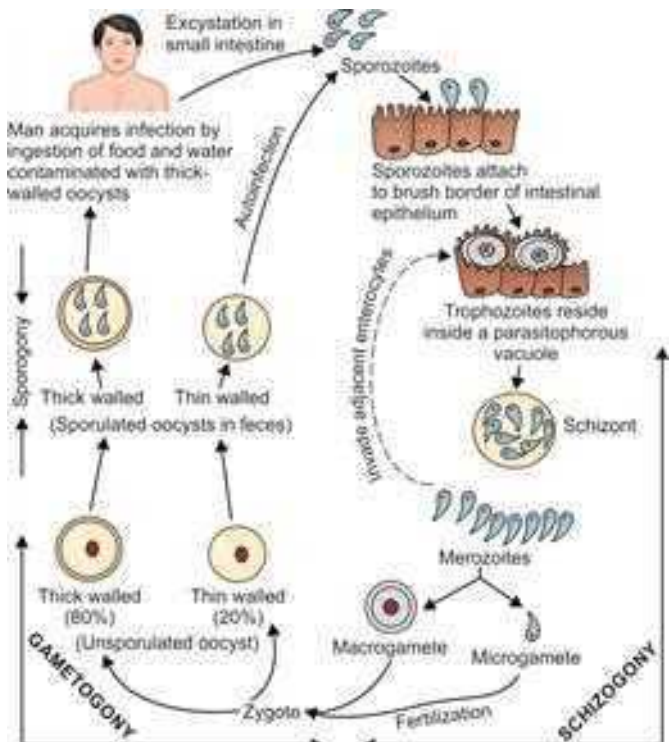 Excystation in
small intestine
Sporozoites
Man acquires infection by
ingestion of food and water
contaminated with thick-
walled oocysts
Autoinfection
Sporozoites attach
to brush border of intestinal
epithelium
Trophozoites reside
inside a parasitophorous
vacuole
Invade adjacent enterocytes
Schizont
Sporogony
Thick walled
Thin walled
(Sporulated oocysts in feces)
Merozoites
Thick walled
(80%)
Thin walled
(20%)
(Unsporulated oocyst)
Macrogamete
Microgamete
Zygote
Fertilization
GAMETOGONY
SCHIZOGONY